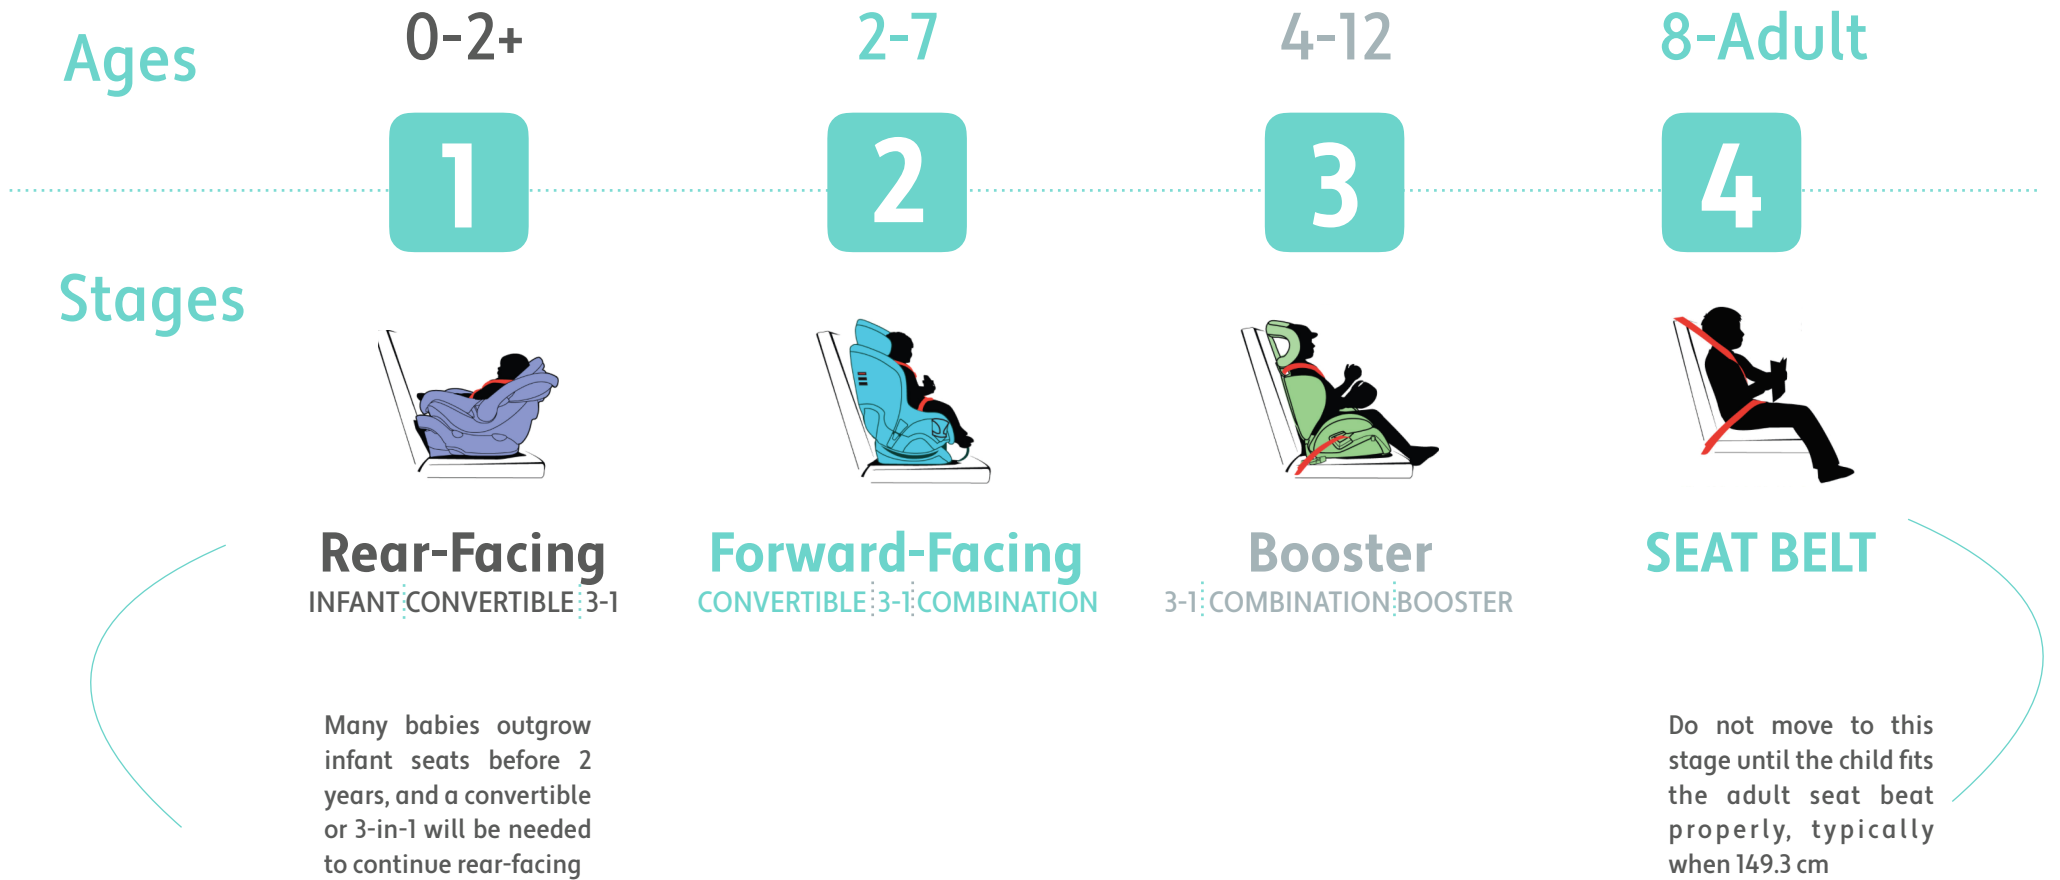 Ages
0-2+
2-7
4-12
8-Adult
1
2
3
4
Stages
Rear-Facing
INFANT CONVERTIBLE 3-1
Forward-Facing
CONVERTIBLE 3-1 COMBINATION
Booster
3-1 COMBINATION BOOSTER
SEAT BELT
Many babies outgrow
infant seats before 2
years, and a convertible
or 3-in-1 will be needed
to continue rear-facing
Do not move to this
stage until the child fits
the adult seat beat
properly, typically
when 149.3 cm